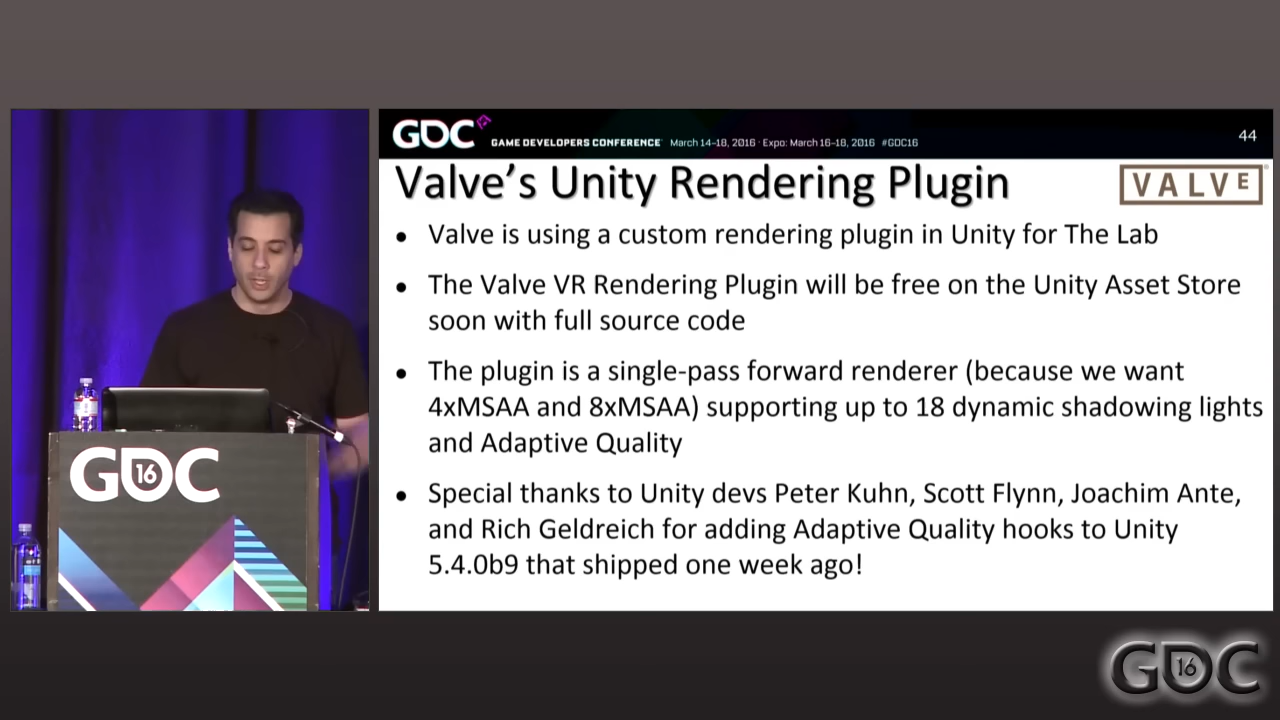 GDC
GAME DEVELOPERS CONFERENCE March 14–18, 2016 · Expo: March 16–18, 2016 #GDC16
44
Valve's Unity Rendering Plugin
VALVE
• Valve is using a custom rendering plugin in Unity for The Lab
• The Valve VR Rendering Plugin will be free on the Unity Asset Store
soon with full source code
• The plugin is a single-pass forward renderer (because we want
4xMSAA and 8xMSAA) supporting up to 18 dynamic shadowing lights
and Adaptive Quality
• Special thanks to Unity devs Peter Kuhn, Scott Flynn, Joachim Ante,
and Rich Geldreich for adding Adaptive Quality hooks to Unity
5.4.0b9 that shipped one week ago!
GDC 16
GDC 16